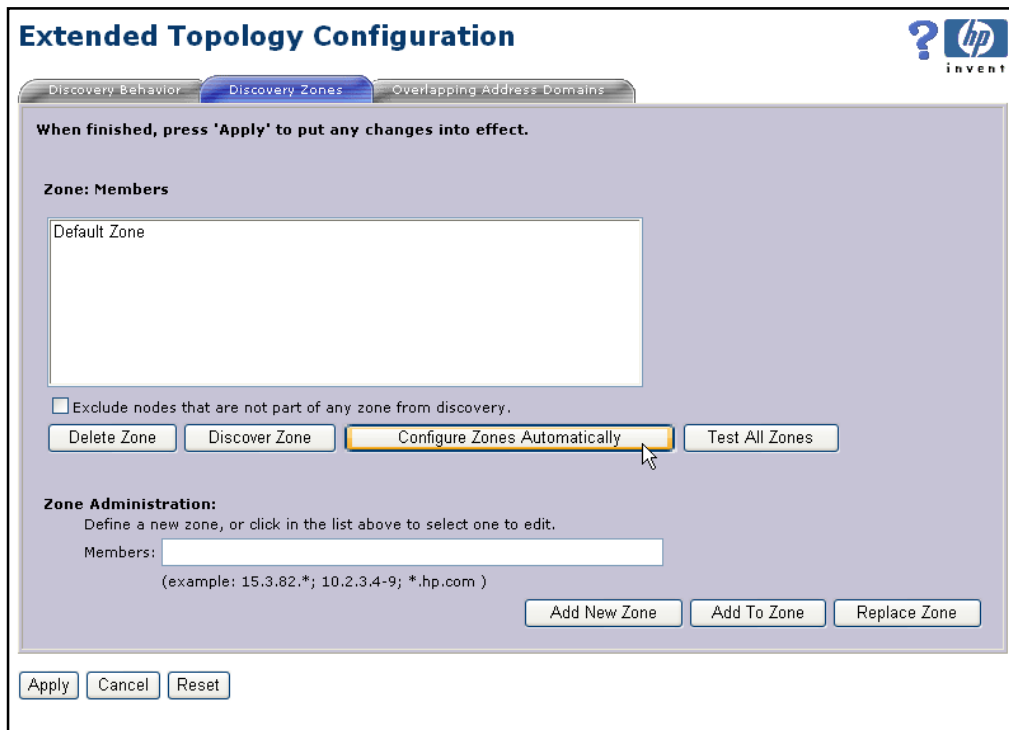 Extended Topology Configuration
?
hp
invent
Discovery Behavior Discovery Zones Overlapping Address Domains
When finished, press 'Apply' to put any changes into effect.
Zone: Members
Default Zone
Exclude nodes that are not part of any zone from discovery.
Delete Zone Discover Zone Configure Zones Automatically Test All Zones
Zone Administration:
Define a new zone, or click in the list above to select one to edit.
Members:
(example: 15.3.82.*; 10.2.3.4-9; *.hp.com )
Add New Zone Add To Zone Replace Zone
Apply Cancel Reset